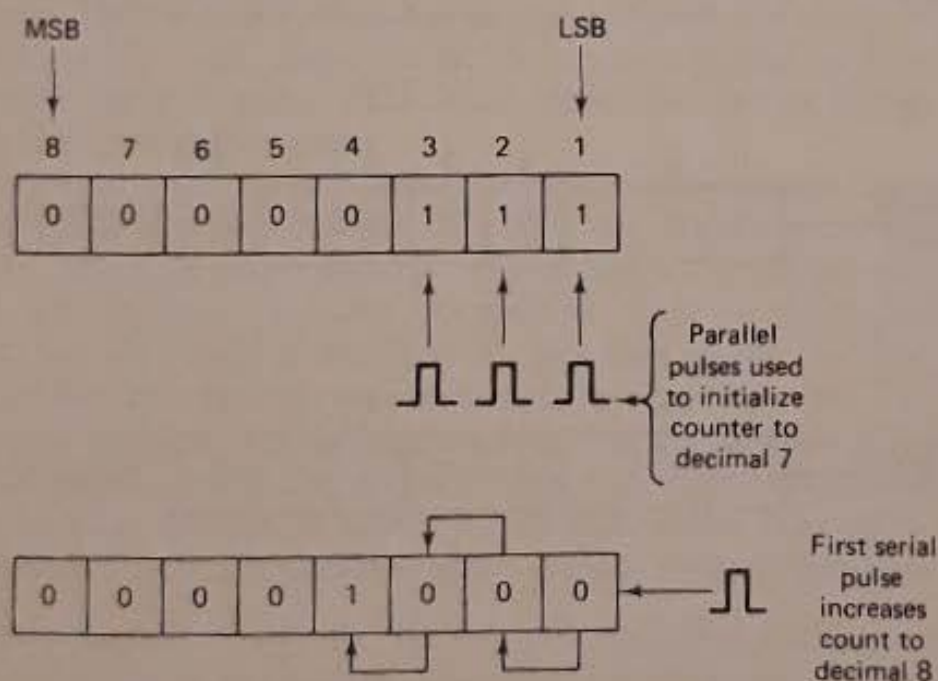 MSB LSB
8 7 6 5 4 3 2 1
0 0 0 0 0 1 1 1
Parallel
pulses used
to initialize
counter to
decimal 7
0 0 0 0 1 0 0 0
First serial
pulse
increases
count to
decimal 8